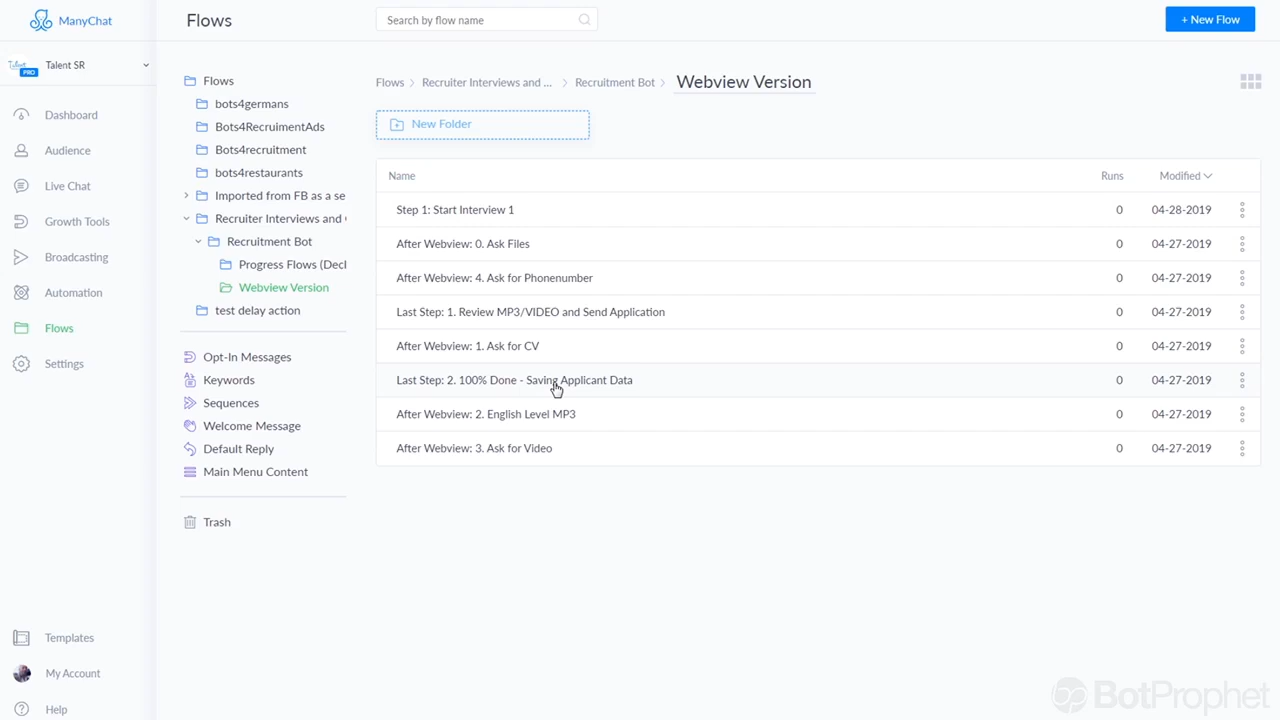 ManyChat
Flows
Search by flow name
+ New Flow
Talent SR
PRO
Dashboard
Audience
Live Chat
Growth Tools
Broadcasting
Automation
Flows
Settings
Templates
My Account
Help
Flows
bots4germans
Bots4RecruimentAds
Bots4recruitment
bots4restaurants
Imported from FB as a se
Recruiter Interviews and
Recruitment Bot
Progress Flows (Decl
Webview Version
test delay action
Opt-In Messages
Keywords
Sequences
Welcome Message
Default Reply
Main Menu Content
Trash
Flows > Recruiter Interviews and ... > Recruitment Bot > Webview Version
New Folder
Name Runs Modified
Step 1: Start Interview 1 0 04-28-2019
After Webview: 0. Ask Files 0 04-27-2019
After Webview: 4. Ask for Phonenumber 0 04-27-2019
Last Step: 1. Review MP3/VIDEO and Send Application 0 04-27-2019
After Webview: 1. Ask for CV 0 04-27-2019
Last Step: 2. 100% Done - Saving Applicant Data 0 04-27-2019
After Webview: 2. English Level MP3 0 04-27-2019
After Webview: 3. Ask for Video 0 04-27-2019
BotProphet